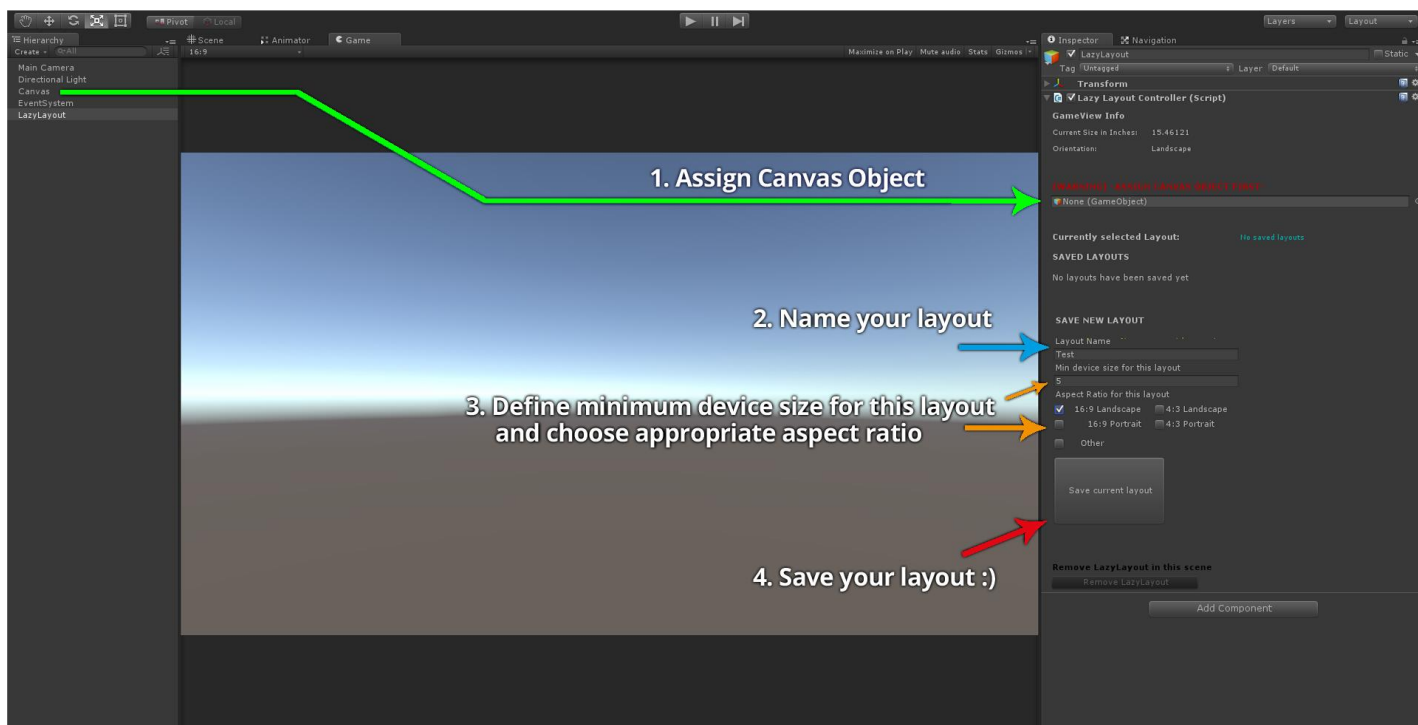 Pivot
Local
Layers
Layout
Hierarchy
Scene
Animator
Game
Inspector
Navigation
Create
All
16:9
Maximize on Play Mute audio Stats Gizmos
LazyLayout
Static
Tag Untagged
Layer Default
Main Camera
Directional Light
Canvas
EventSystem
LazyLayout
Transform
Lazy Layout Controller (Script)
GameView Info
Current Size in Inches: 15.46121
Orientation: Landscape
1. Assign Canvas Object
None (GameObject)
Currently selected Layout: No saved layouts
SAVED LAYOUTS
No layouts have been saved yet
2. Name your layout
SAVE NEW LAYOUT
Layout Name
Test
Min device size for this layout
5
3. Define minimum device size for this layout
and choose appropriate aspect ratio
Aspect Ratio for this layout
16:9 Landscape 4:3 Landscape
16:9 Portrait 4:3 Portrait
Other
Save current layout
4. Save your layout :)
Remove LazyLayout in this scene
Remove LazyLayout
Add Component